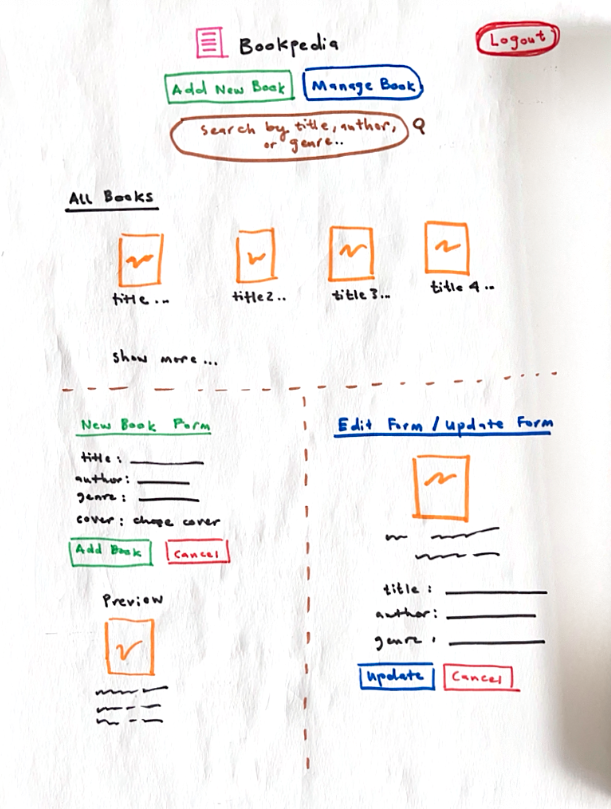 Bookpedia
Logout
Add New Book
Manage Book
Search by title, author,
or genre..
All Books
title ...
title 2..
title 3...
title 4...
show more ...
New Book Form
title :
author :
genre :
cover : chose cover
Add Book
Cancel
Preview
Edit Form / Update Form
title :
author :
genre :
Update
Cancel